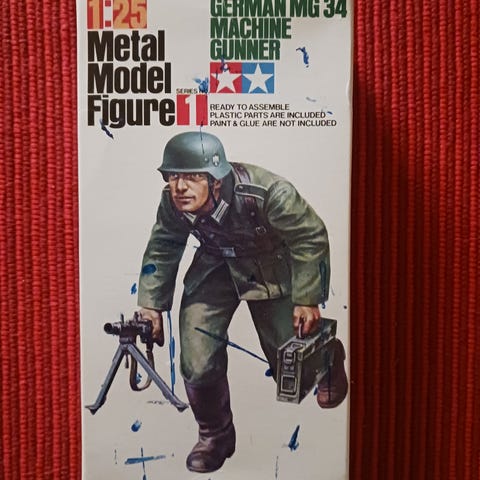 1:25
Metal
Model
Figure
SERIES NO.
1
GERMAN MG 34
MACHINE
GUNNER
READY TO ASSEMBLE
PLASTIC PARTS ARE INCLUDED
PAINT & GLUE ARE NOT INCLUDED